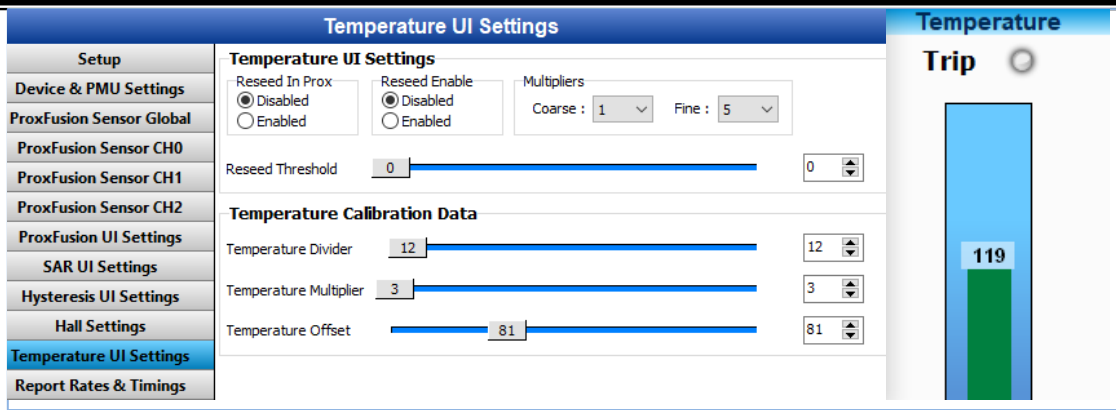 Temperature UI Settings
Temperature
Setup
Device & PMU Settings
ProxFusion Sensor Global
ProxFusion Sensor CH0
ProxFusion Sensor CH1
ProxFusion Sensor CH2
ProxFusion UI Settings
SAR UI Settings
Hysteresis UI Settings
Hall Settings
Temperature UI Settings
Report Rates & Timings
Temperature UI Settings
Reseed In Prox
Disabled
Enabled
Reseed Enable
Disabled
Enabled
Multipliers
Coarse : 1 Fine : 5
Reseed Threshold 0 0
Temperature Calibration Data
Temperature Divider 12 12
Temperature Multiplier 3 3
Temperature Offset 81 81
Trip
119